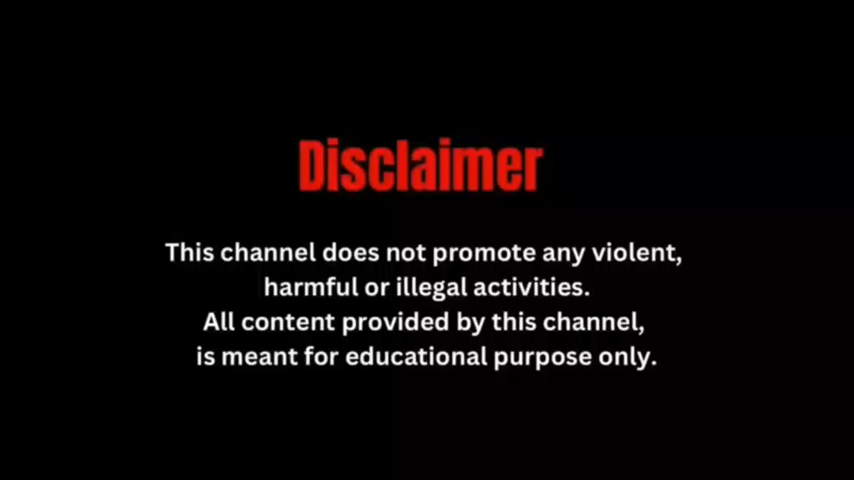 Disclaimer
This channel does not promote any violent,
harmful or illegal activities.
All content provided by this channel,
is meant for educational purpose only.